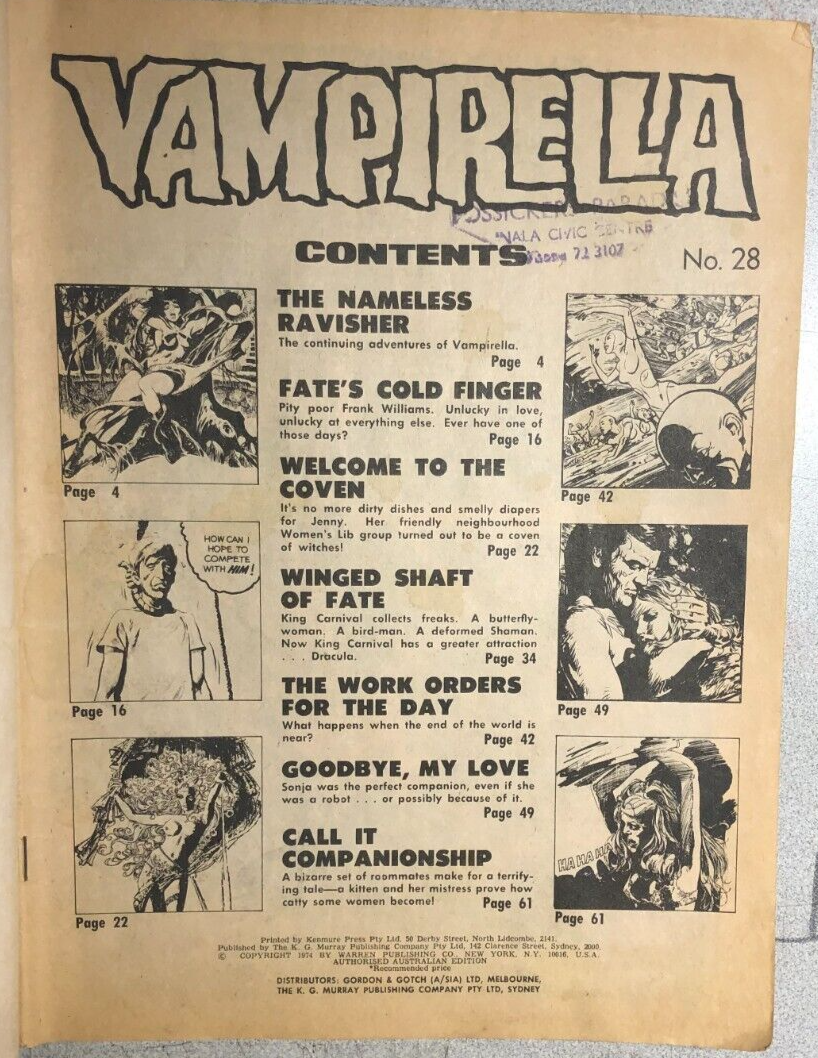 VAMPIRELLA
CIVIC CENTRE
72 3107
CONTENTS
No. 28
THE NAMELESS
RAVISHER
The continuing adventures of Vampirella.
Page 4
FATE'S COLD FINGER
Pity poor Frank Williams. Unlucky in love,
unlucky at everything else. Ever have one of
those days?
Page 16
WELCOME TO THE
COVEN
It's no more dirty dishes and smelly diapers
for Jenny. Her friendly neighbourhood
Women's Lib group turned out to be a coven
of witches!
Page 22
WINGED SHAFT
OF FATE
King Carnival collects freaks. A butterfly-
woman. A bird-man. A deformed Shaman.
Now King Carnival has a greater attraction
. . . Dracula.
Page 34
THE WORK ORDERS
FOR THE DAY
What happens when the end of the world is
near?
Page 42
GOODBYE, MY LOVE
Sonja was the perfect companion, even if she
was a robot . . . or possibly because of it.
Page 49
CALL IT
COMPANIONSHIP
A bizarre set of roommates make for a terrify-
ing tale—a kitten and her mistress prove how
catty some women become!
Page 61
Page 4
HOW CAN I
HOPE TO
COMPETE
WITH HIM!
Page 16
Page 22
Page 42
Page 49
HA HA HA
Page 61
Printed by Kenmure Press Pty Ltd. 50 Derby Street, North Lidcombe, 2141.
Published by The K. G. Murray Publishing Company Pty Ltd, 142 Clarence Street, Sydney, 2000.
© COPYRIGHT 1974 BY WARREN PUBLISHING CO., NEW YORK, N.Y. 10016, U.S.A.
AUTHORISED AUSTRALIAN EDITION
*Recommended price
DISTRIBUTORS: GORDON & GOTCH (A/SIA) LTD, MELBOURNE,
THE K. G. MURRAY PUBLISHING COMPANY PTY LTD, SYDNEY